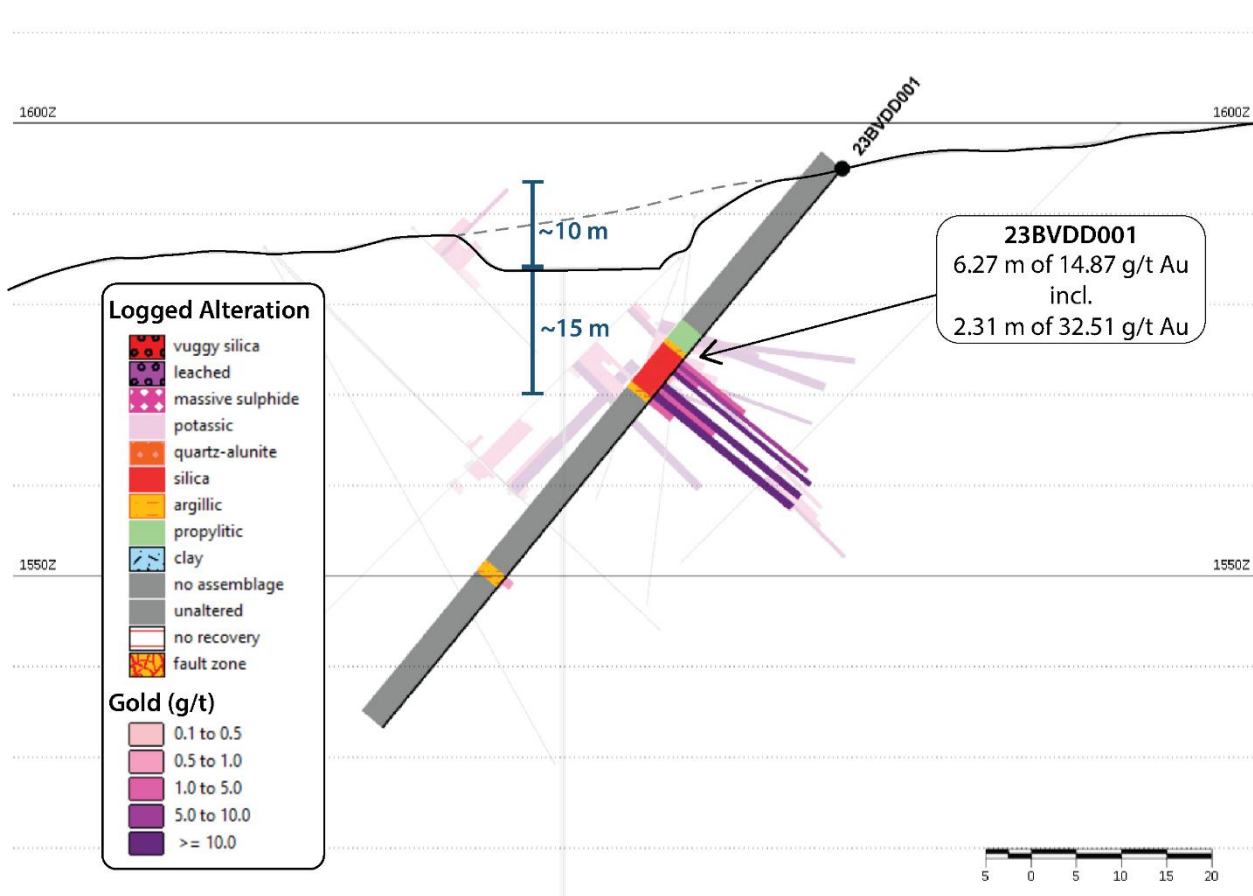 1600Z
1600Z
23BVDD001
~10 m
~15 m
23BVDD001
6.27 m of 14.87 g/t Au
incl.
2.31 m of 32.51 g/t Au
Logged Alteration
vuggy silica
leached
massive sulphide
potassic
quartz-alunite
silica
argillic
propylitic
clay
no assemblage
unaltered
no recovery
fault zone
Gold (g/t)
0.1 to 0.5
0.5 to 1.0
1.0 to 5.0
5.0 to 10.0
>= 10.0
1550Z
1550Z
5 0 5 10 15 20